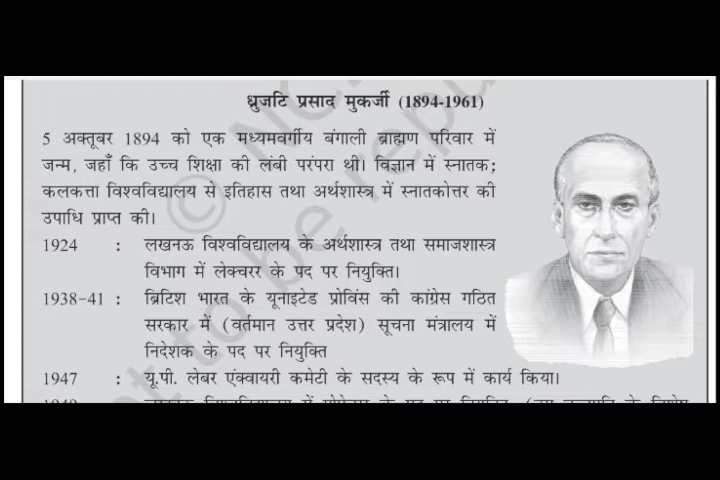 ध्रुजटि प्रसाद मुकर्जी (1894-1961)
5 अक्तूबर 1894 को एक मध्यमवर्गीय बंगाली ब्राह्मण परिवार में
जन्म, जहाँ कि उच्च शिक्षा की लंबी परंपरा थी। विज्ञान में स्नातक;
कलकत्ता विश्वविद्यालय से इतिहास तथा अर्थशास्त्र में स्नातकोत्तर की
उपाधि प्राप्त की।
1924 : लखनऊ विश्वविद्यालय के अर्थशास्त्र तथा समाजशास्त्र
विभाग में लेक्चरर के पद पर नियुक्ति।
1938-41 : ब्रिटिश भारत के यूनाइटेड प्रोविंस की कांग्रेस गठित
सरकार में (वर्तमान उत्तर प्रदेश) सूचना मंत्रालय में
निदेशक के पद पर नियुक्ति
1947 : यू.पी. लेबर एंक्वायरी कमेटी के सदस्य के रूप में कार्य किया।